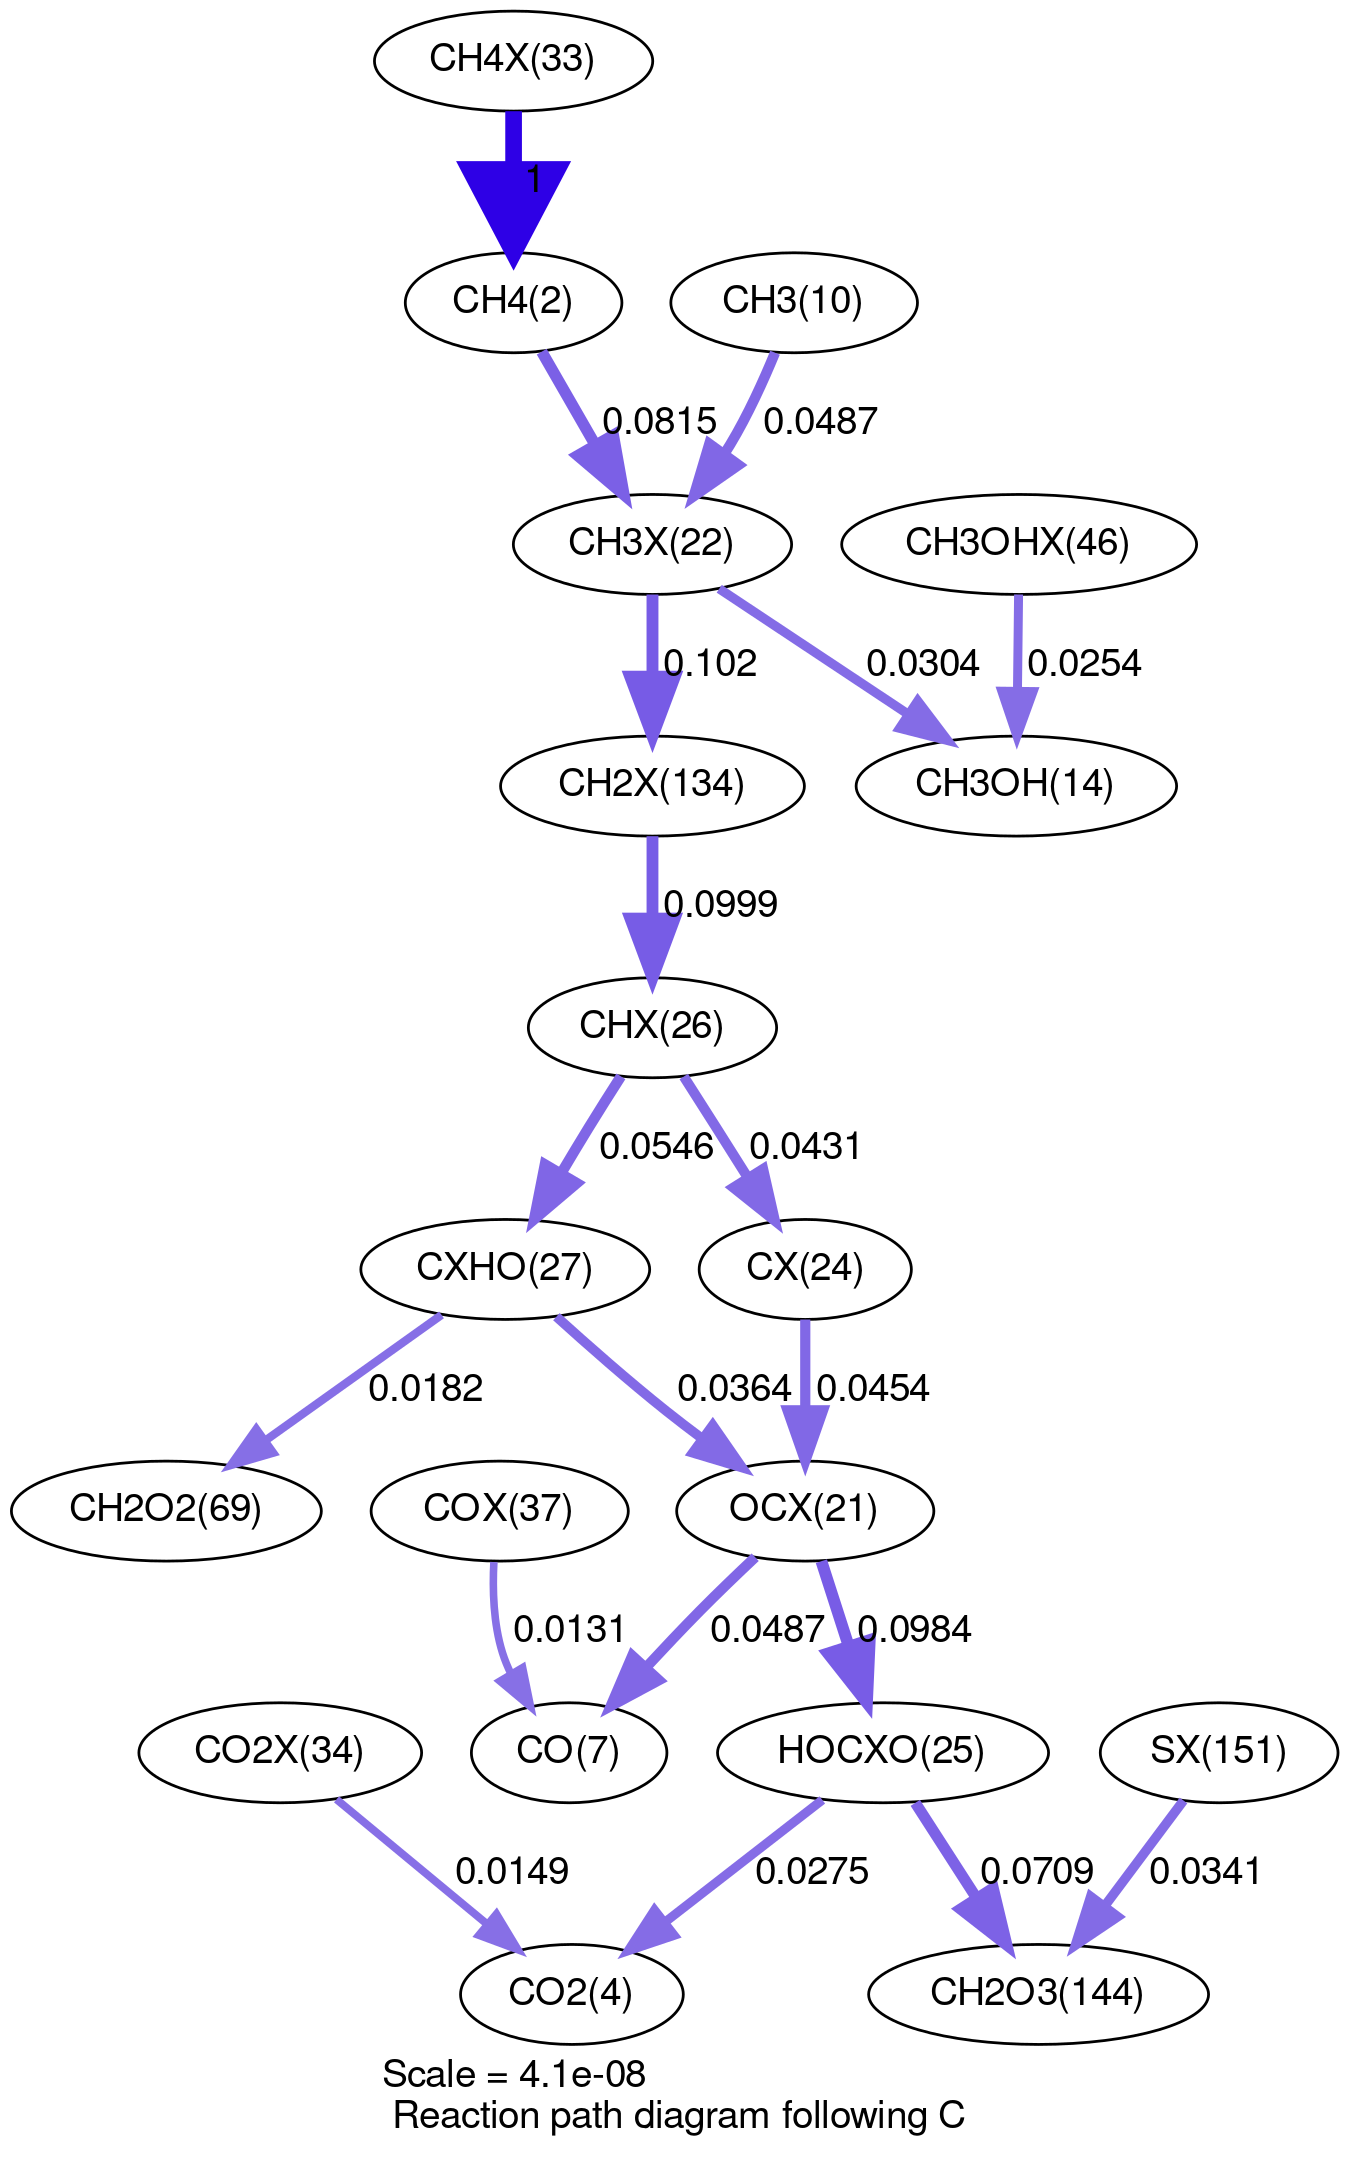 CH4X(33)
1
CH4(2)
CH3(10)
0.0815
0.0487
CH3X(22)
CH3OHX(46)
0.102
0.0304
0.0254
CH2X(134)
CH3OH(14)
0.0999
CHX(26)
0.0546
0.0431
CXHO(27)
CX(24)
0.0182
0.0364
0.0454
CH2O2(69)
COX(37)
OCX(21)
0.0131
0.0487
0.0984
CO2X(34)
CO(7)
HOCXO(25)
SX(151)
0.0149
0.0275
0.0709
0.0341
CO2(4)
CH2O3(144)
Scale = 4.1e-08
Reaction path diagram following C